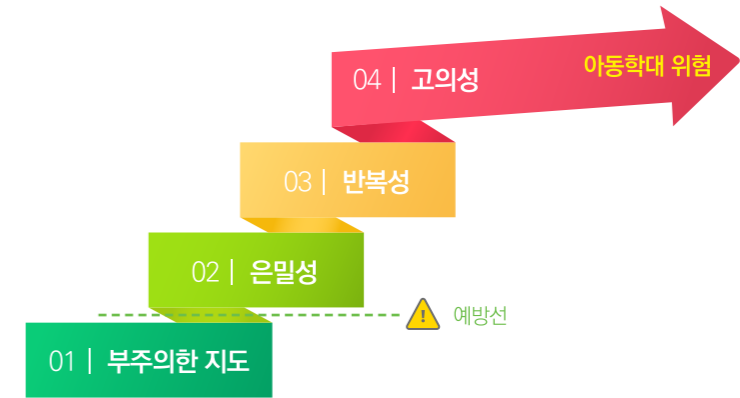 04 | 고의성
아동학대 위험
03 | 반복성
02 | 은밀성
예방선
01 | 부주의한 지도